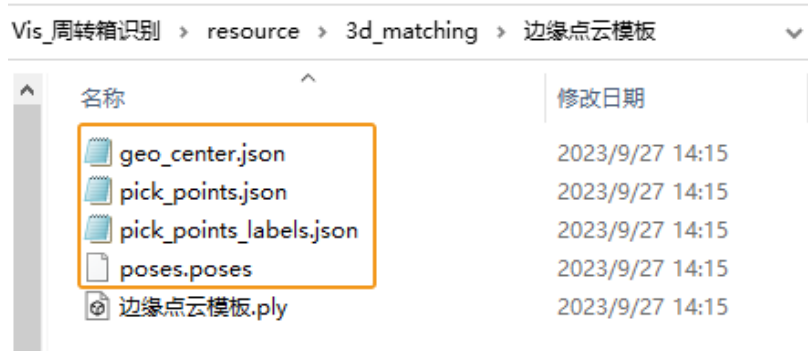 Vis_周转箱识别 > resource > 3d_matching > 边缘点云模板
名称 修改日期
geo_center.json 2023/9/27 14:15
pick_points.json 2023/9/27 14:15
pick_points_labels.json 2023/9/27 14:15
poses.poses 2023/9/27 14:15
边缘点云模板.ply 2023/9/27 14:15